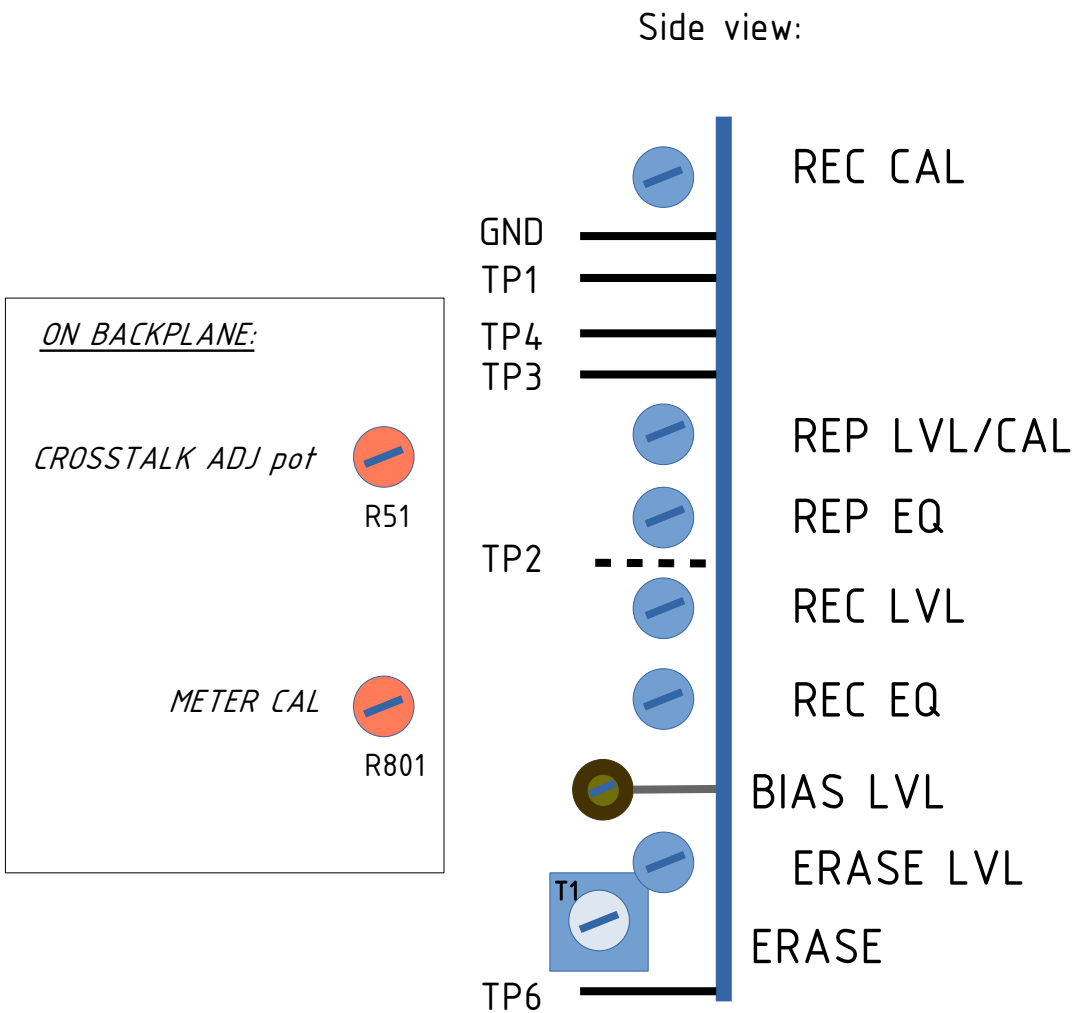 Side view:
REC CAL
GND
TP1
TP4
TP3
ON BACKPLANE:
CROSSTALK ADJ pot
R51
METER CAL
R801
REP LVL/CAL
REP EQ
TP2
REC LVL
REC EQ
BIAS LVL
ERASE LVL
T1
ERASE
TP6